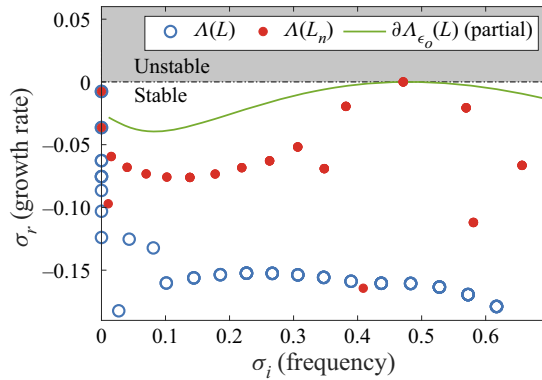 0.05
Λ(L) Λ(Lₙ) ∂Λ_{ϵ_o}(L) (partial)
Unstable
0
Stable
−0.05
−0.10
−0.15
σ_r (growth rate)
0 0.1 0.2 0.3 0.4 0.5 0.6
σ_i (frequency)